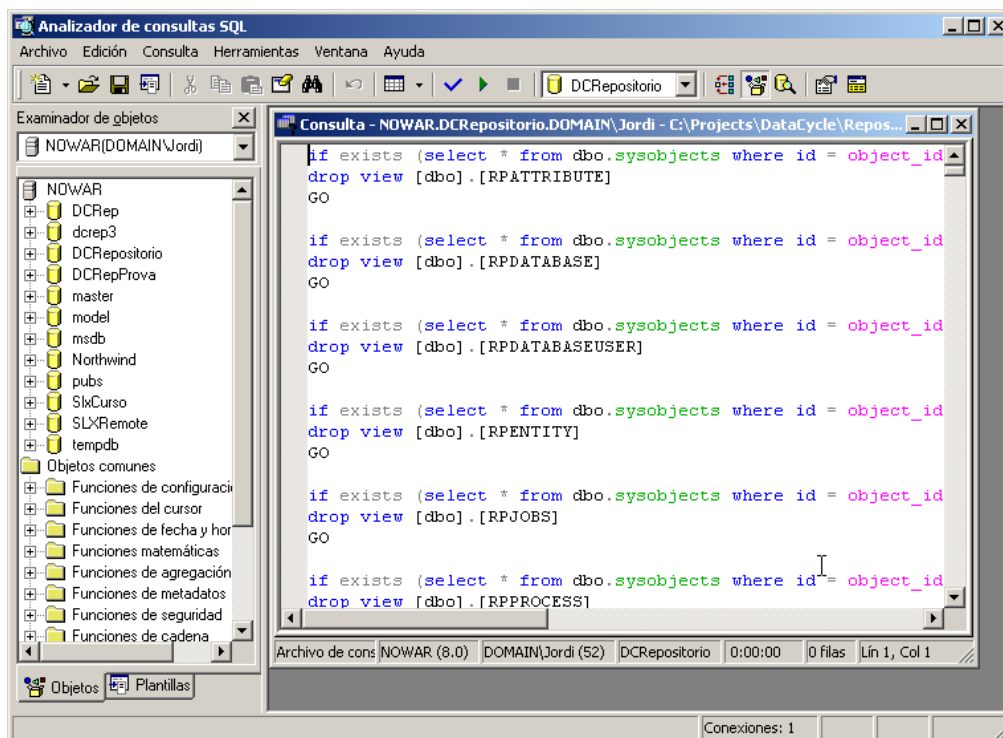 Analizador de consultas SQL
Archivo Edición Consulta Herramientas Ventana Ayuda
DCRepositorio
Examinador de objetos
NOWAR(DOMAIN\Jordi)
NOWAR
DCRep
dcrep3
DCRepositorio
DCRepProva
master
model
msdb
Northwind
pubs
SlxCurso
SLXRemote
tempdb
Objetos comunes
Funciones de configuraci
Funciones del cursor
Funciones de fecha y hor
Funciones matemáticas
Funciones de agregación
Funciones de metadatos
Funciones de seguridad
Funciones de cadena
Objetos Plantillas
Consulta - NOWAR.DCRepositorio.DOMAIN\Jordi - C:\Projects\DataCycle\Repos...
if exists (select * from dbo.sysobjects where id = object_id
drop view [dbo].[RPATTRIBUTE]
GO
if exists (select * from dbo.sysobjects where id = object_id
drop view [dbo].[RPDATABASE]
GO
if exists (select * from dbo.sysobjects where id = object_id
drop view [dbo].[RPDATABASEUSER]
GO
if exists (select * from dbo.sysobjects where id = object_id
drop view [dbo].[RPENTITY]
GO
if exists (select * from dbo.sysobjects where id = object_id
drop view [dbo].[RPJOBS]
GO
if exists (select * from dbo.sysobjects where id = object_id
drop view [dbo].[RPPROCESS]
Archivo de cons NOWAR (8.0) DOMAIN\Jordi (52) DCRepositorio 0:00:00 0 filas Lín 1, Col 1
Conexiones: 1